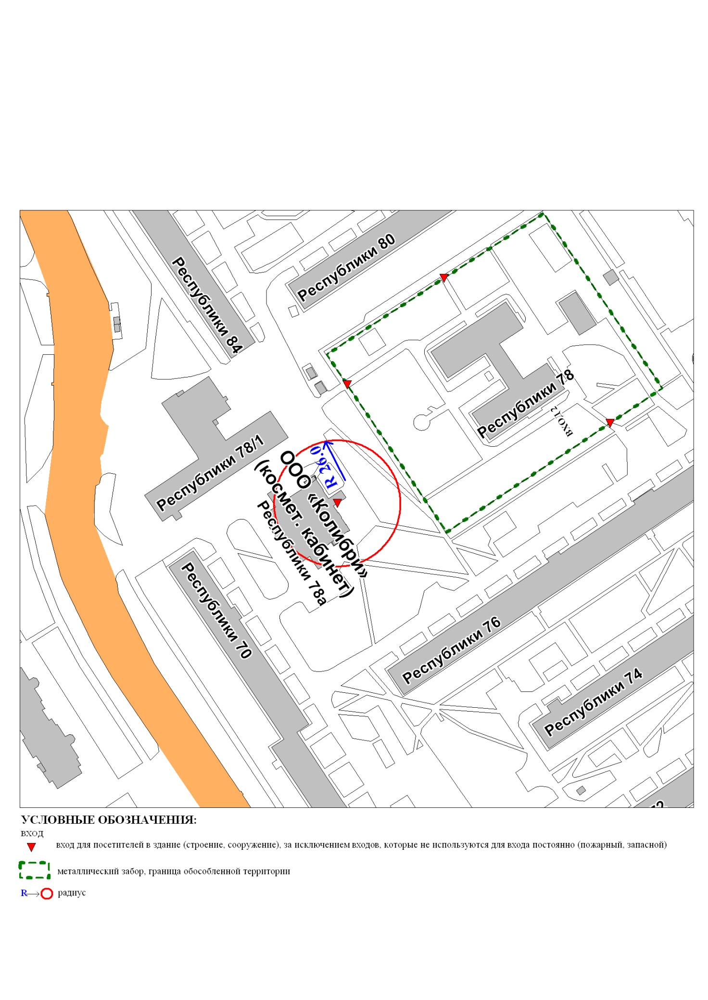 Республики 80
Республики 84
Республики 78
ВХОД2
Республики 78/1
R 26.0
ООО «Колибри»
(космет. кабинет)
Республики 78а
Республики 70
Республики 76
Республики 74
УСЛОВНЫЕ ОБОЗНАЧЕНИЯ:
ВХОД
вход для посетителей в здание (строение, сооружение), за исключением входов, которые не используются для входа постоянно (пожарный, запасной)
металлический забор, граница обособленной территории
R
радиус